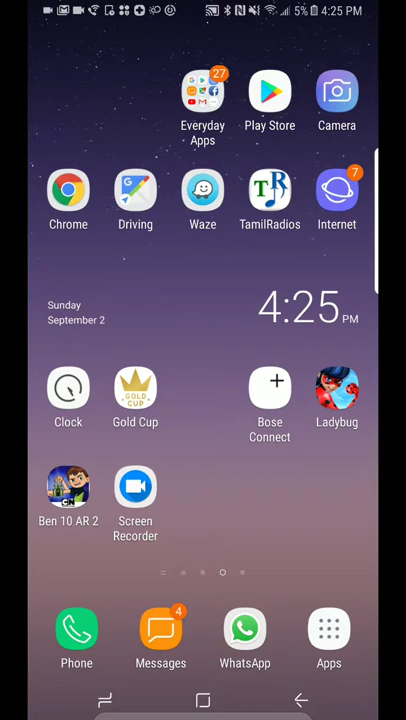 5% 4:25 PM
27
Everyday
Apps
Play Store
Camera
7
Chrome
Driving
Waze
TR
TamilRadios
Internet
Sunday
September 2
4:25 PM
GOLD
CUP
Clock
Gold Cup
Bose
Connect
Ladybug
CN
Ben 10 AR 2
Screen
Recorder
4
Phone
Messages
WhatsApp
Apps